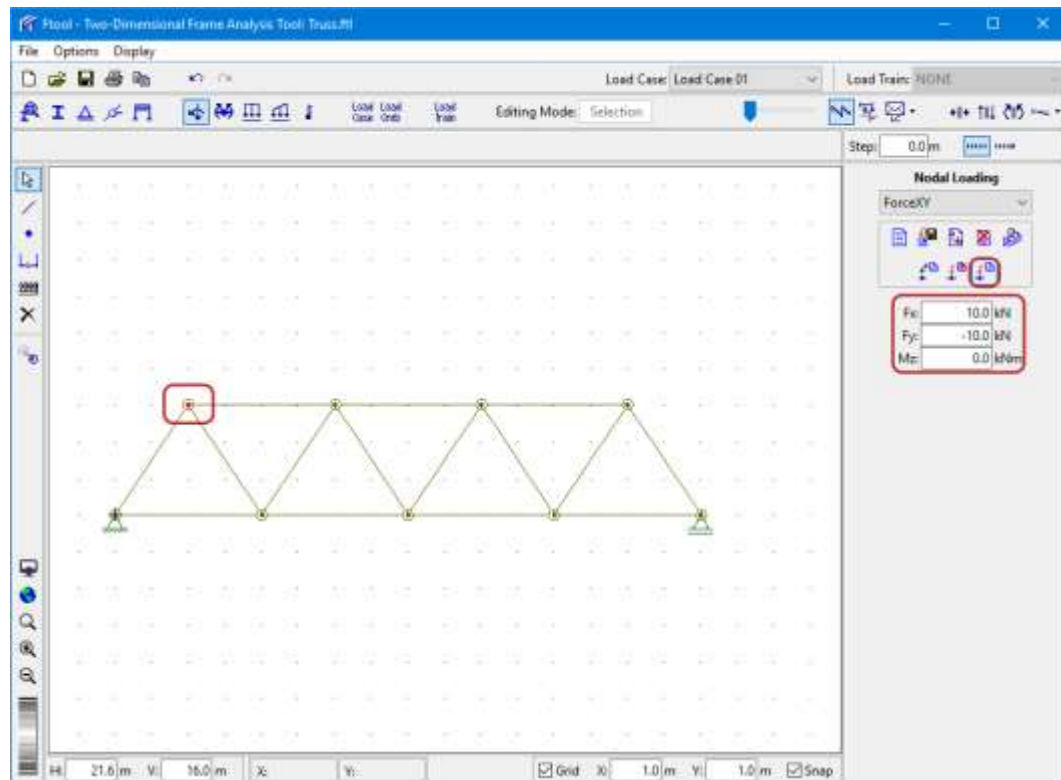 Ftool - Two-Dimensional Frame Analysis Tool: Truss.ftl
File Options Display
Load Case: Load Case 01 Load Train: NONE
Load Case Load Comb Load Train Editing Mode: Selection
Step: 0.0 m
Nodal Loading
ForceXY
Fx: 10.0 kN
Fy: -10.0 kN
Mz: 0.0 kNm
H: 21.6 m V: 16.0 m X: Y: Grid X: 1.0 m Y: 1.0 m Snap